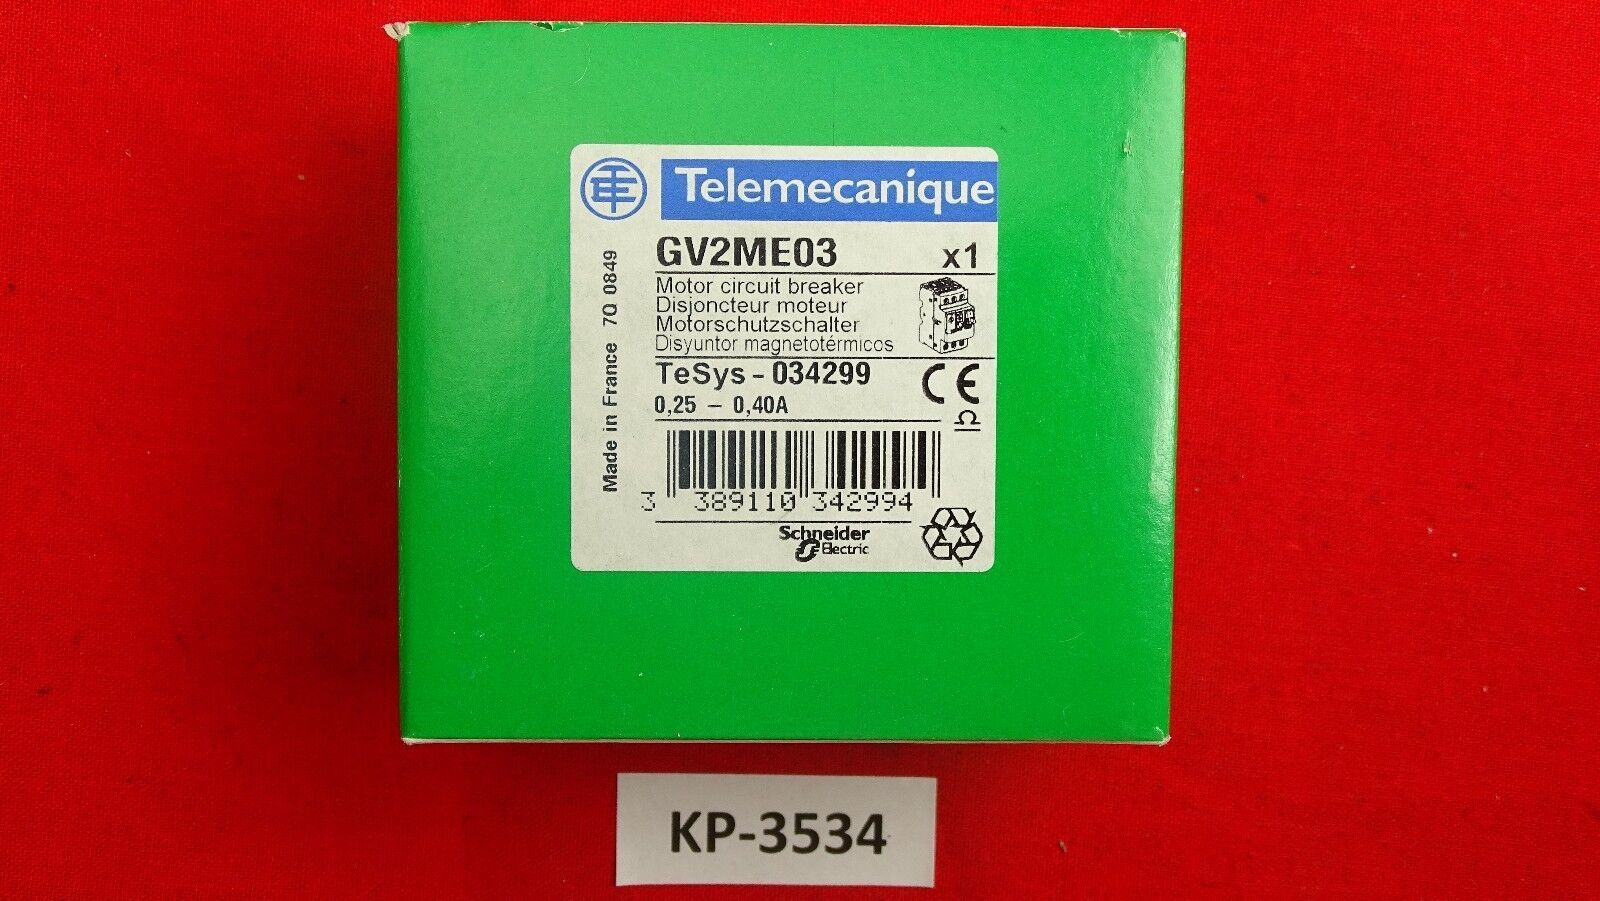 Telemecanique
GV2ME03 x1
Motor circuit breaker
Disjoncteur moteur
Motorschutzschalter
Disyuntor magnetotérmicos
TeSys - 034299
0,25 - 0,40A
CE
Made in France 7Q 0849
3 389110 342994
Schneider
Electric
KP-3534